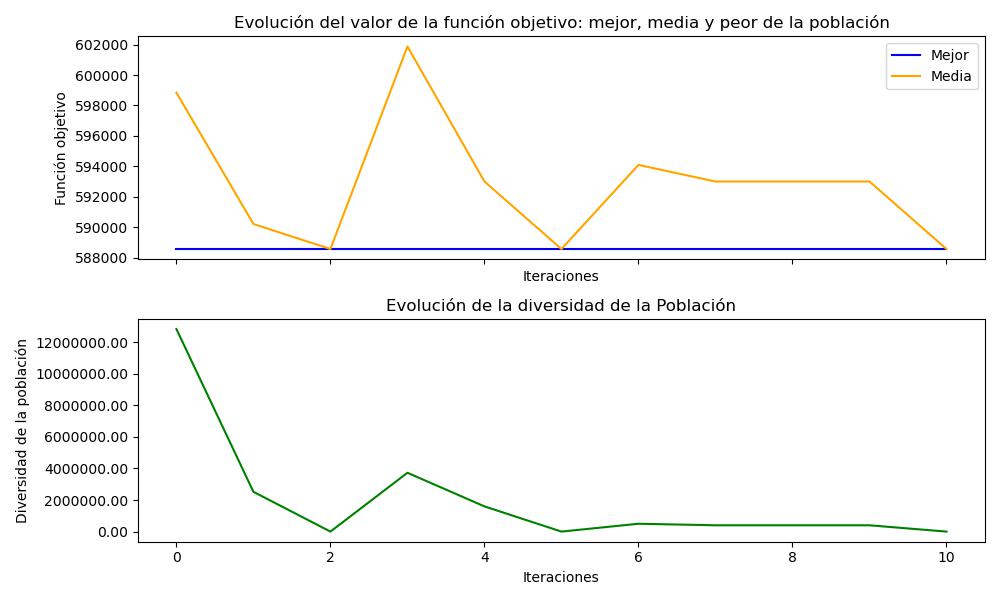 Evolución del valor de la función objetivo: mejor, media y peor de la población
602000
600000
598000
596000
594000
592000
590000
588000
Función objetivo
Mejor
Media
Iteraciones
Evolución de la diversidad de la Población
12000000.00
10000000.00
8000000.00
6000000.00
4000000.00
2000000.00
0.00
Diversidad de la población
0 2 4 6 8 10
Iteraciones